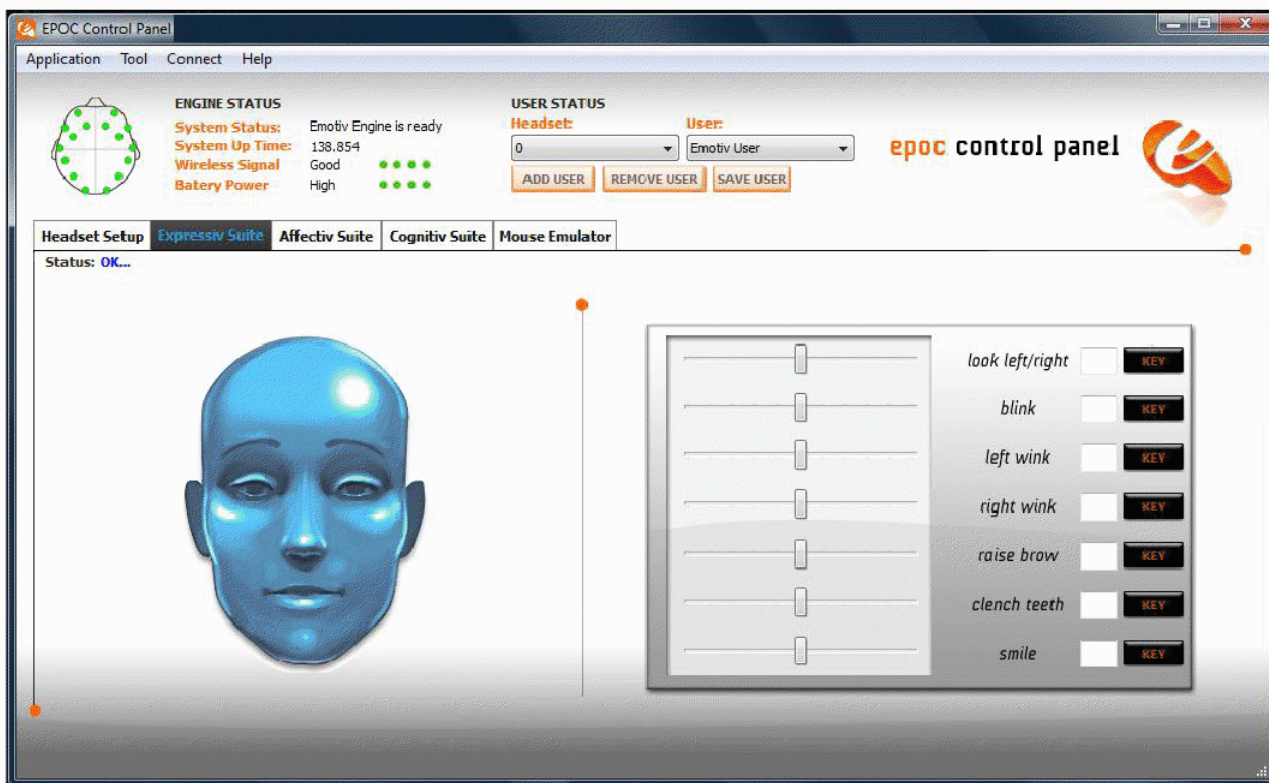 EPOC Control Panel
Application Tool Connect Help
ENGINE STATUS
System Status: Emotiv Engine is ready
System Up Time: 138.854
Wireless Signal Good
Batery Power High
USER STATUS
Headset: User:
0 Emotiv User
ADD USER REMOVE USER SAVE USER
epoc control panel
Headset Setup Expressiv Suite Affectiv Suite Cognitiv Suite Mouse Emulator
Status: OK...
look left/right KEY
blink KEY
left wink KEY
right wink KEY
raise brow KEY
clench teeth KEY
smile KEY